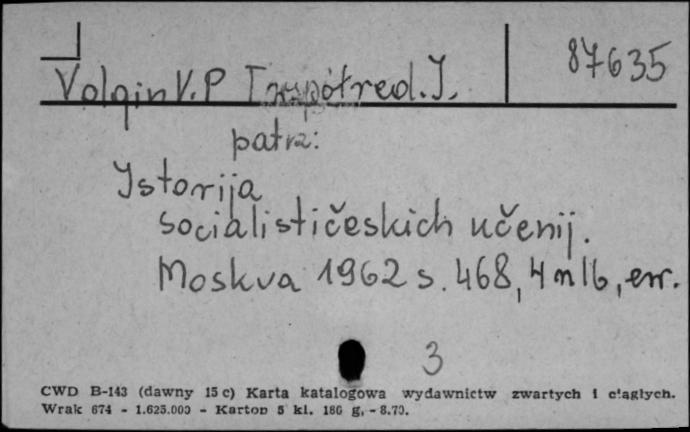 87635
Volgin V.P I współred. I.
patrz:
Istorija
socialističeskich učenij.
Moskva 1962 s. 468, 4 nlb, err.
3
CWD B-143 (dawny 15 c) Karta katalogowa wydawnictw zwartych i ciągłych.
Wrak 674 - 1.625.000 - Karton 5 kl. 180 g. - 8.70.